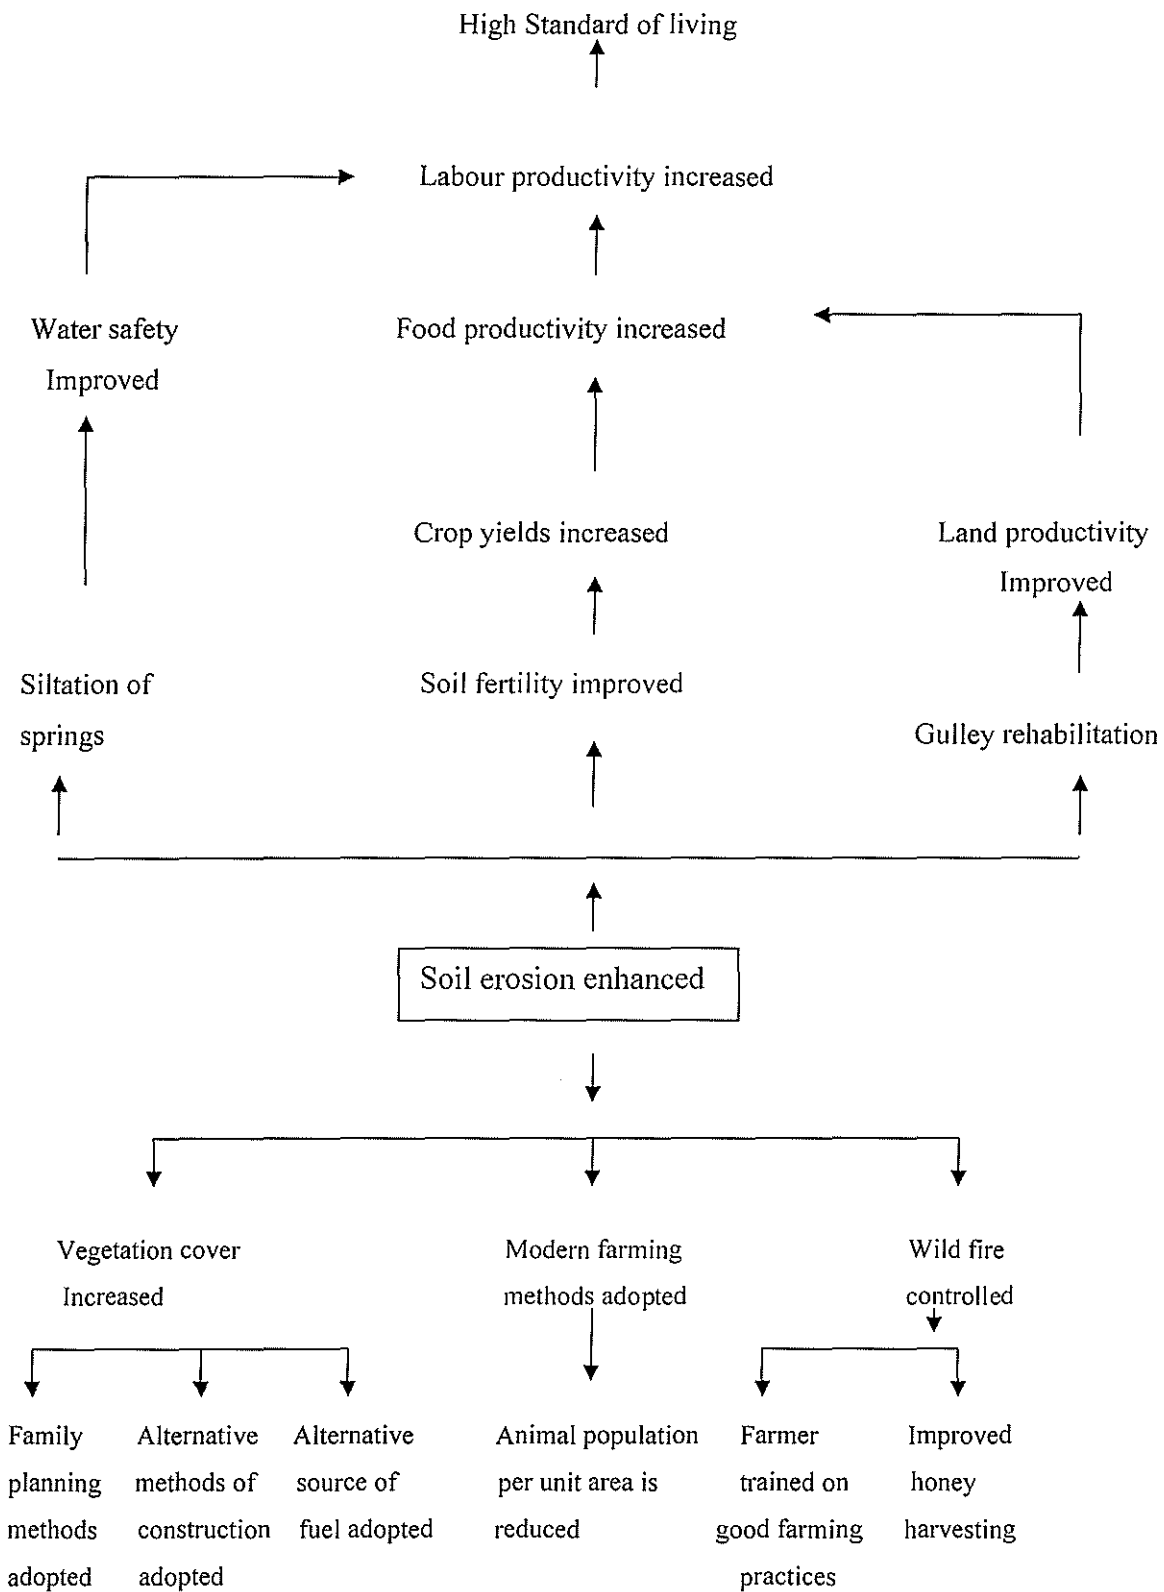 High Standard of living
Labour productivity increased
Water safety
Improved
Food productivity increased
Crop yields increased
Land productivity
Improved
Siltation of
springs
Soil fertility improved
Gulley rehabilitation
Soil erosion enhanced
Vegetation cover
Increased
Modern farming
methods adopted
Wild fire
controlled
Family
planning
methods
adopted
Alternative
methods of
construction
adopted
Alternative
source of
fuel adopted
Animal population
per unit area is
reduced
Farmer
trained on
good farming
practices
Improved
honey
harvesting